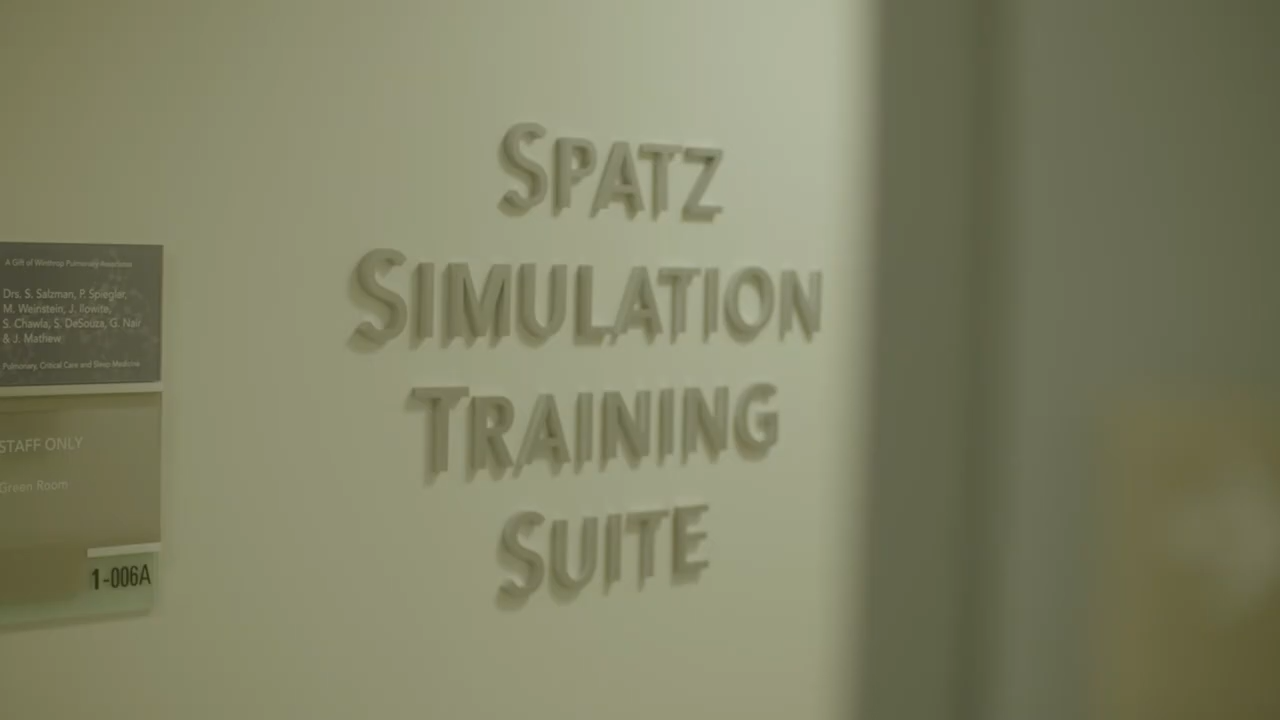 SPATZ
SIMULATION
TRAINING
SUITE
A Gift of Winthrop Pulmonary Associates
Drs. S. Salzman, P. Spiegler,
M. Weinstein, J. Ilowite,
S. Chawla, S. DeSouza, G. Nair
& J. Mathew
Pulmonary, Critical Care and Sleep Medicine
STAFF ONLY
Green Room
1-006A